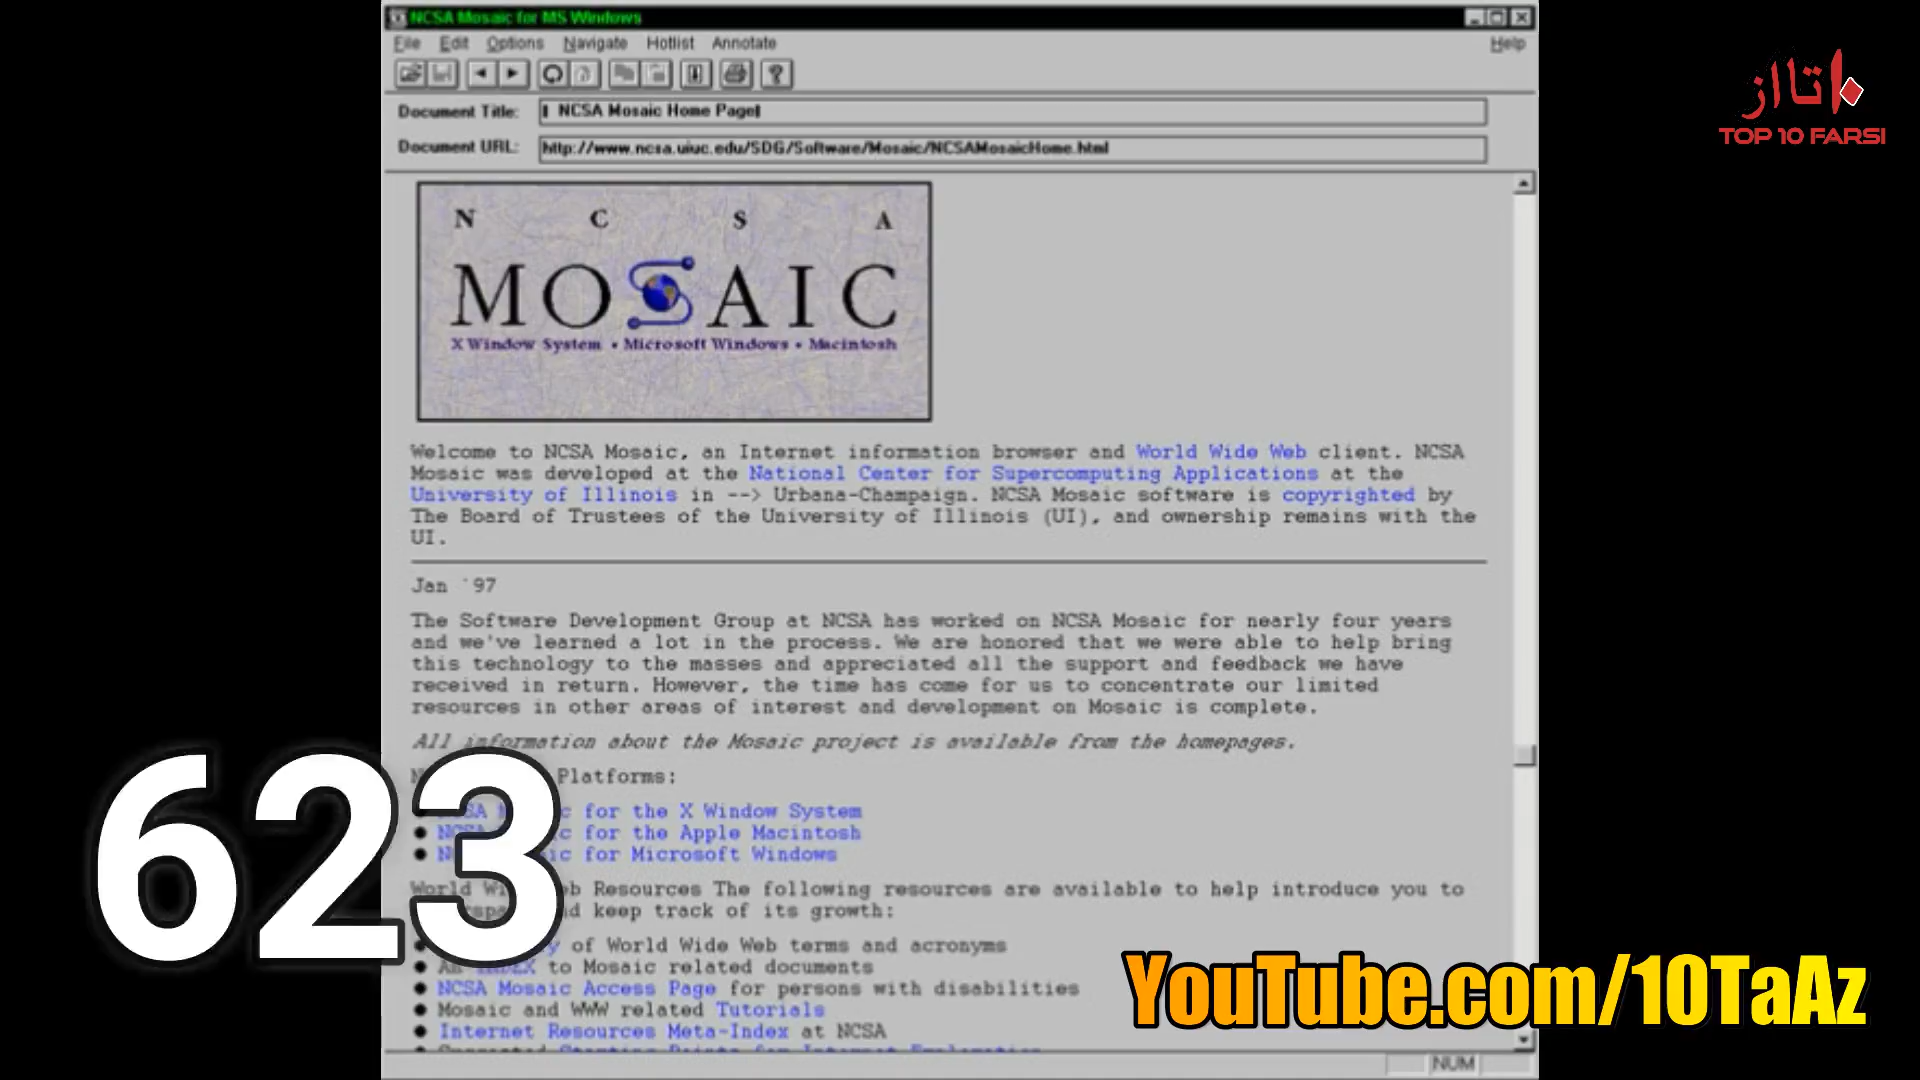 NCSA Mosaic for MS Windows
File Edit Options Navigate Hotlist Annotate Help
Document Title: NCSA Mosaic Home Page
Document URL: http://www.ncsa.uiuc.edu/SDG/Software/Mosaic/NCSAMosaicHome.html
۱۰ تا از
TOP 10 FARSI
N C S A
MOSAIC
X Window System • Microsoft Windows • Macintosh
Welcome to NCSA Mosaic, an Internet information browser and World Wide Web client. NCSA
Mosaic was developed at the National Center for Supercomputing Applications at the
University of Illinois in --> Urbana-Champaign. NCSA Mosaic software is copyrighted by
The Board of Trustees of the University of Illinois (UI), and ownership remains with the
UI.
Jan `97
The Software Development Group at NCSA has worked on NCSA Mosaic for nearly four years
and we've learned a lot in the process. We are honored that we were able to help bring
this technology to the masses and appreciated all the support and feedback we have
received in return. However, the time has come for us to concentrate our limited
resources in other areas of interest and development on Mosaic is complete.
All information about the Mosaic project is available from the homepages.
Platforms:
for the X Window System
for the Apple Macintosh
for Microsoft Windows
World Resources The following resources are available to help introduce you to
and keep track of its growth:
of World Wide Web terms and acronyms
An INDEX to Mosaic related documents
NCSA Mosaic Access Page for persons with disabilities
Mosaic and WWW related Tutorials
Internet Resources Meta-Index at NCSA
623
YouTube.com/10TaAz
NUM